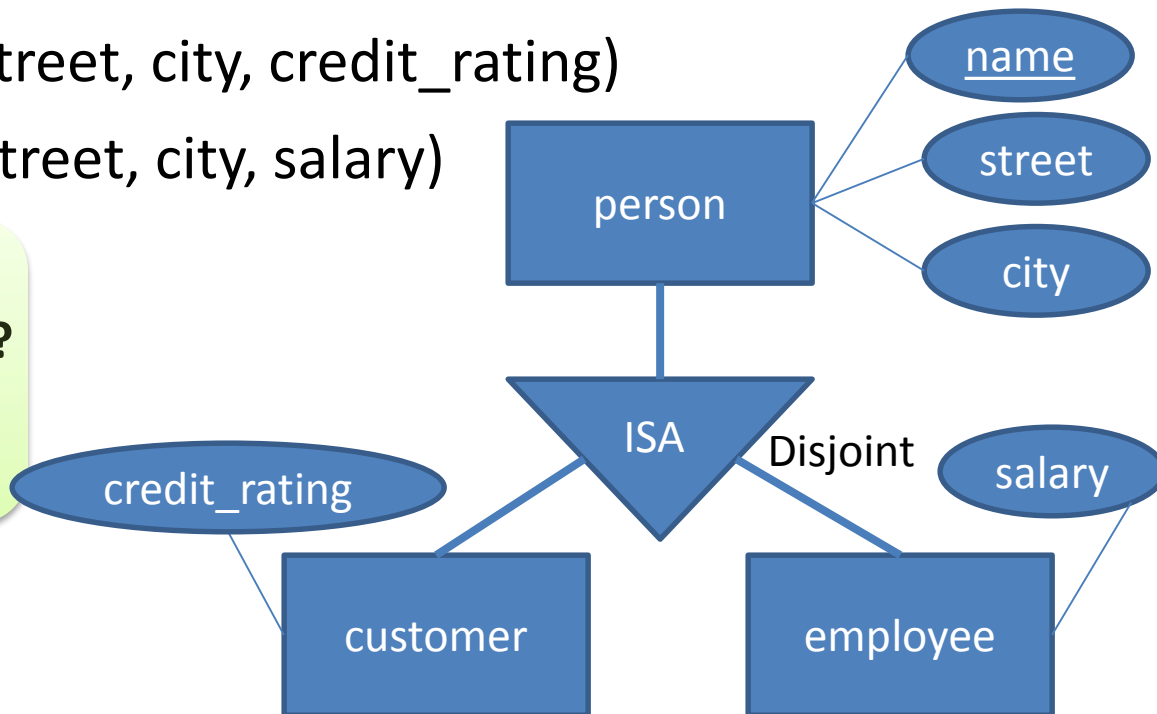 treet, city, credit_rating)
treet, city, salary)
?
name
street
city
person
ISA
Disjoint
credit_rating
salary
customer
employee